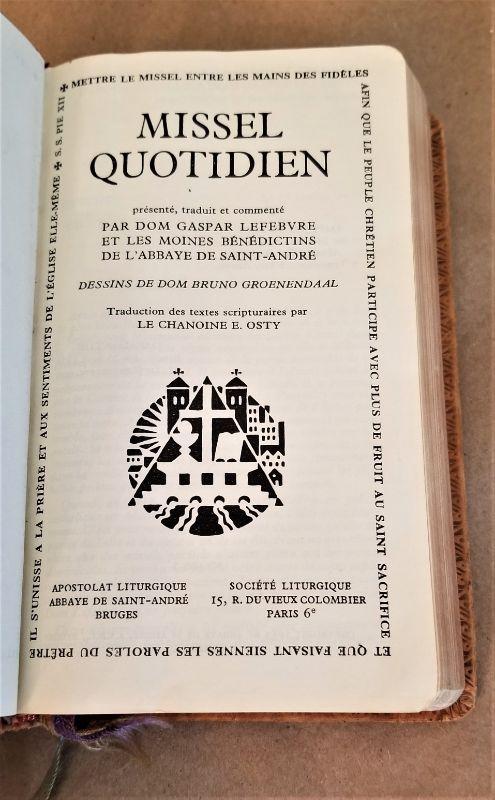 ✠ METTRE LE MISSEL ENTRE LES MAINS DES FIDÈLES
AFIN QUE LE PEUPLE CHRÉTIEN PARTICIPE AVEC PLUS DE FRUIT AU SAINT SACRIFICE
ET QUE FAISANT SIENNES LES PAROLES DU PRÊTRE
IL S'UNISSE A LA PRIÈRE ET AUX SENTIMENTS DE L'ÉGLISE ELLE-MÊME ✠ S. S. PIE XII
MISSEL
QUOTIDIEN
présenté, traduit et commenté
PAR DOM GASPAR LEFEBVRE
ET LES MOINES BÉNÉDICTINS
DE L'ABBAYE DE SAINT-ANDRÉ
DESSINS DE DOM BRUNO GROENENDAAL
Traduction des textes scripturaires par
LE CHANOINE E. OSTY
APOSTOLAT LITURGIQUE
ABBAYE DE SAINT-ANDRÉ
BRUGES
SOCIÉTÉ LITURGIQUE
15, R. DU VIEUX COLOMBIER
PARIS 6e